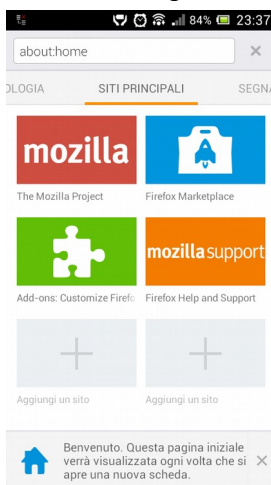 84% 23:37
about:home
OLOGIA SITI PRINCIPALI SEGNA
mozilla
The Mozilla Project Firefox Marketplace
mozilla support
Add-ons: Customize Firefo Firefox Help and Support
Aggiungi un sito Aggiungi un sito
Benvenuto. Questa pagina iniziale
verrà visualizzata ogni volta che si
apre una nuova scheda.